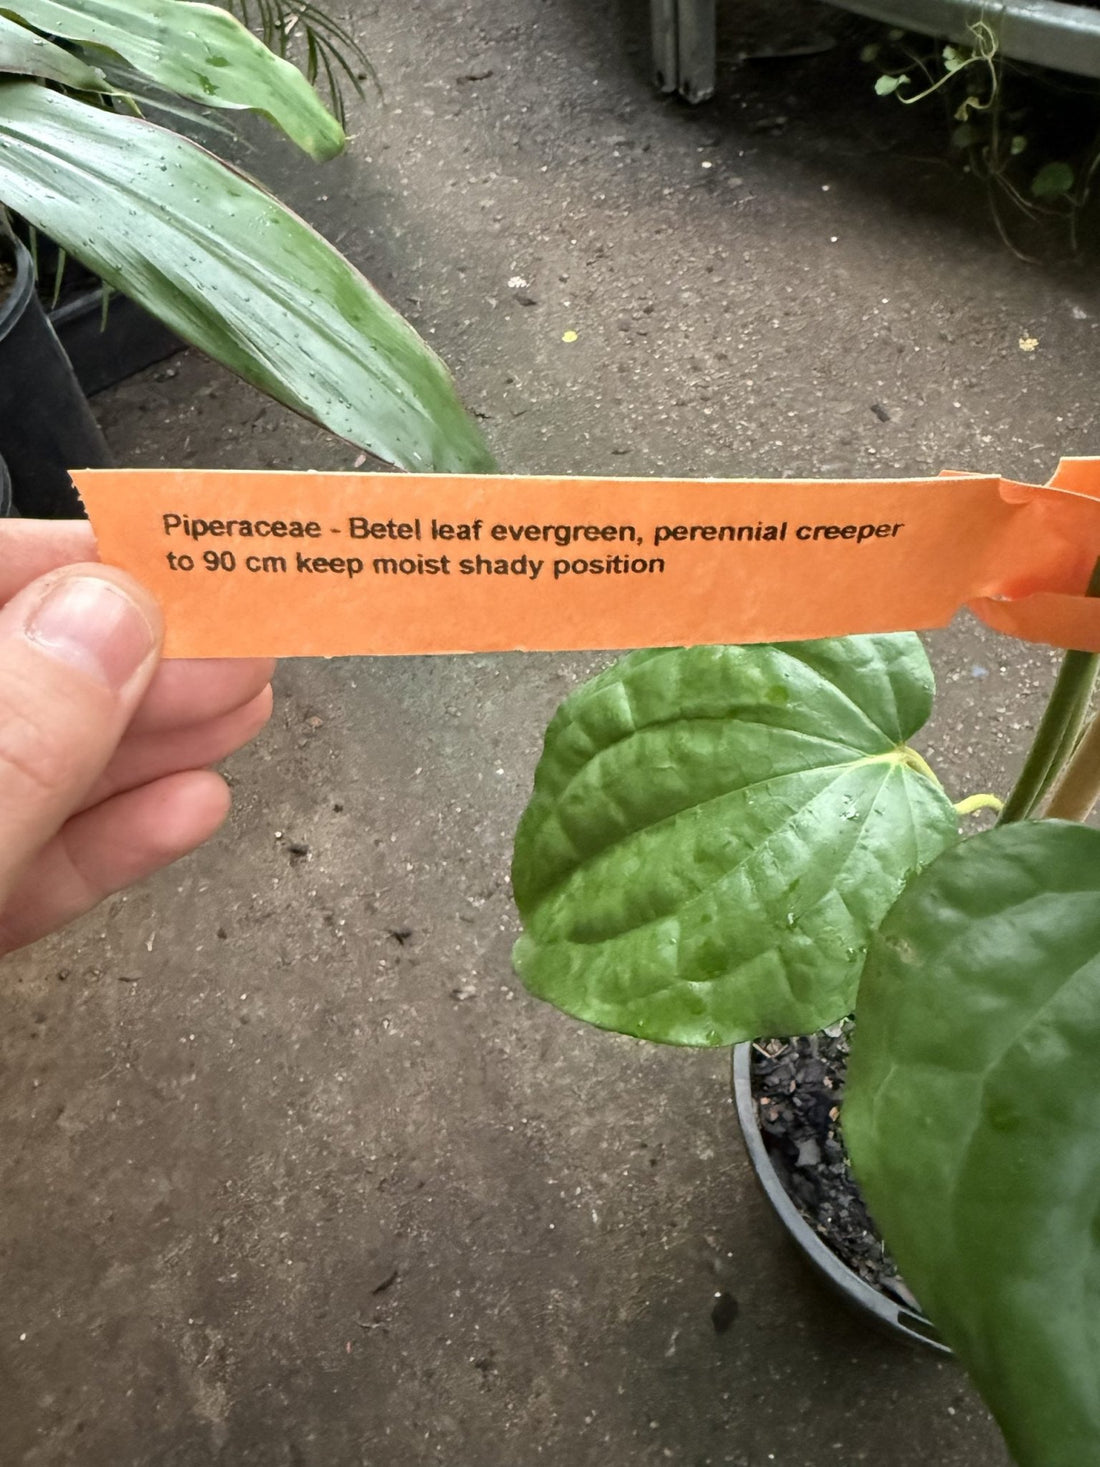 Piperaceae - Betel leaf evergreen, perennial creeper
to 90 cm keep moist shady position